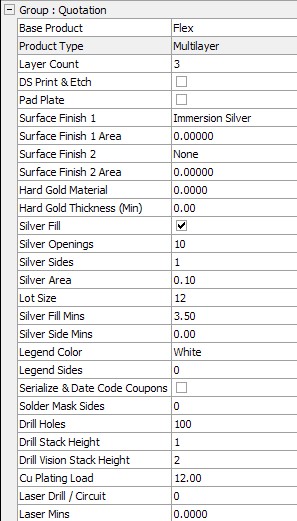 Group : Quotation
Base Product Flex
Product Type Multilayer
Layer Count 3
DS Print & Etch
Pad Plate
Surface Finish 1 Immersion Silver
Surface Finish 1 Area 0.00000
Surface Finish 2 None
Surface Finish 2 Area 0.00000
Hard Gold Material 0.0000
Hard Gold Thickness (Min) 0.00
Silver Fill
Silver Openings 10
Silver Sides 1
Silver Area 0.10
Lot Size 12
Silver Fill Mins 3.50
Silver Side Mins 0.00
Legend Color White
Legend Sides 0
Serialize & Date Code Coupons
Solder Mask Sides 0
Drill Holes 100
Drill Stack Height 1
Drill Vision Stack Height 2
Cu Plating Load 12.00
Laser Drill / Circuit 0
Laser Mins 0.0000